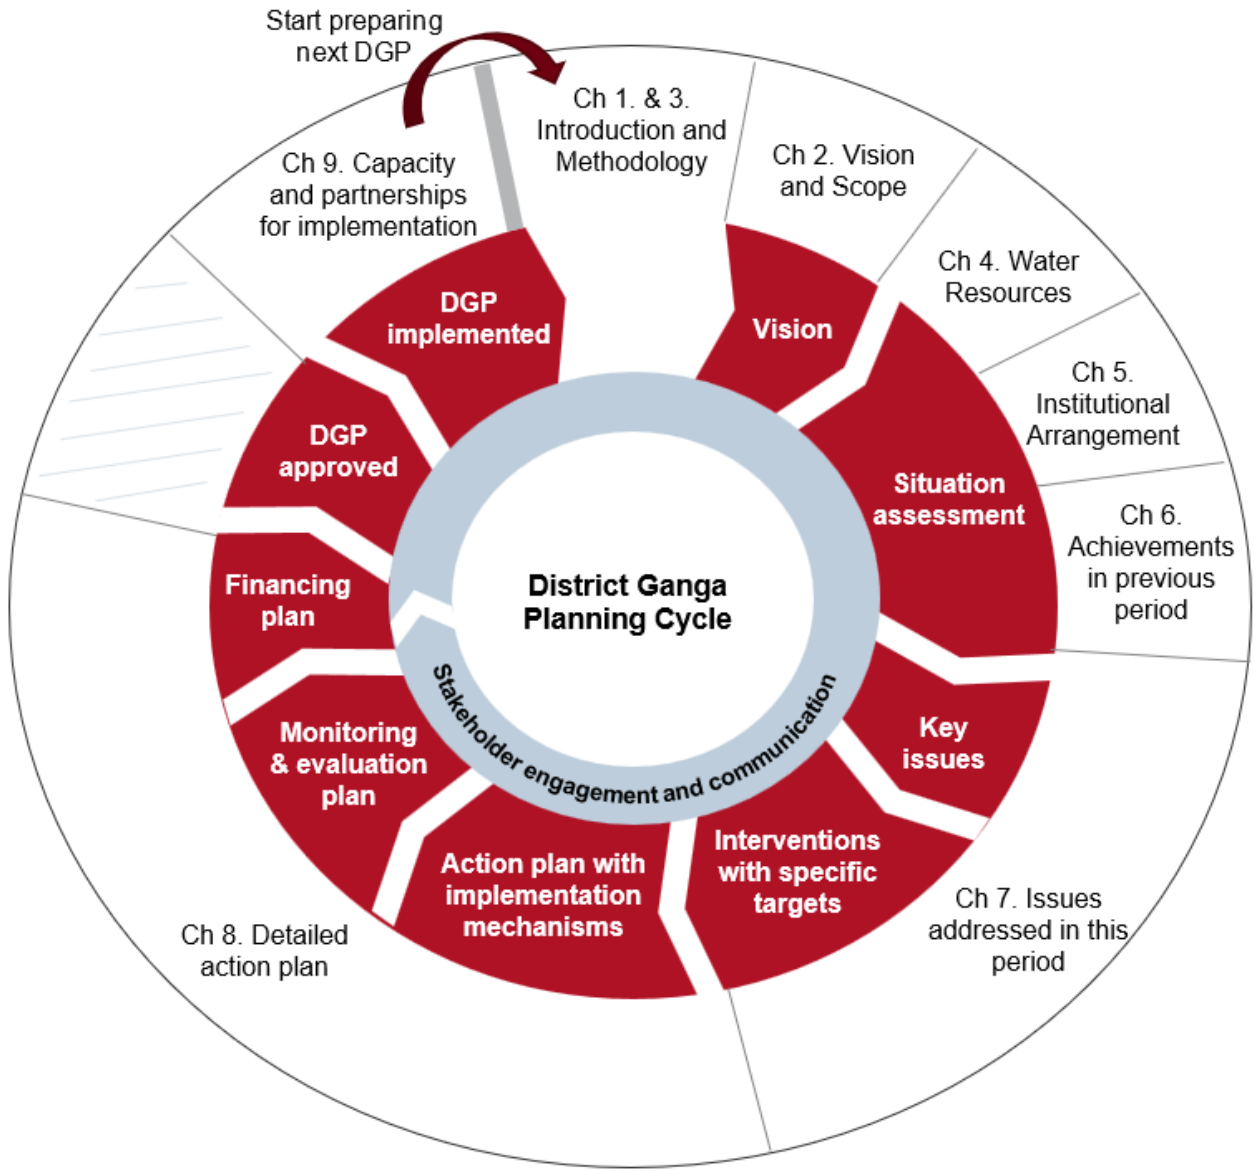 Start preparing
next DGP
Ch 1. & 3.
Introduction and
Methodology
Ch 2. Vision
and Scope
Ch 4. Water
Resources
Ch 5.
Institutional
Arrangement
Ch 6.
Achievements
in previous
period
Ch 7. Issues
addressed in this
period
Ch 8. Detailed
action plan
Ch 9. Capacity
and partnerships
for implementation
Vision
Situation
assessment
Key
issues
Interventions
with specific
targets
Action plan with
implementation
mechanisms
Monitoring
& evaluation
plan
Financing
plan
DGP
approved
DGP
implemented
District Ganga
Planning Cycle
Stakeholder engagement and communication